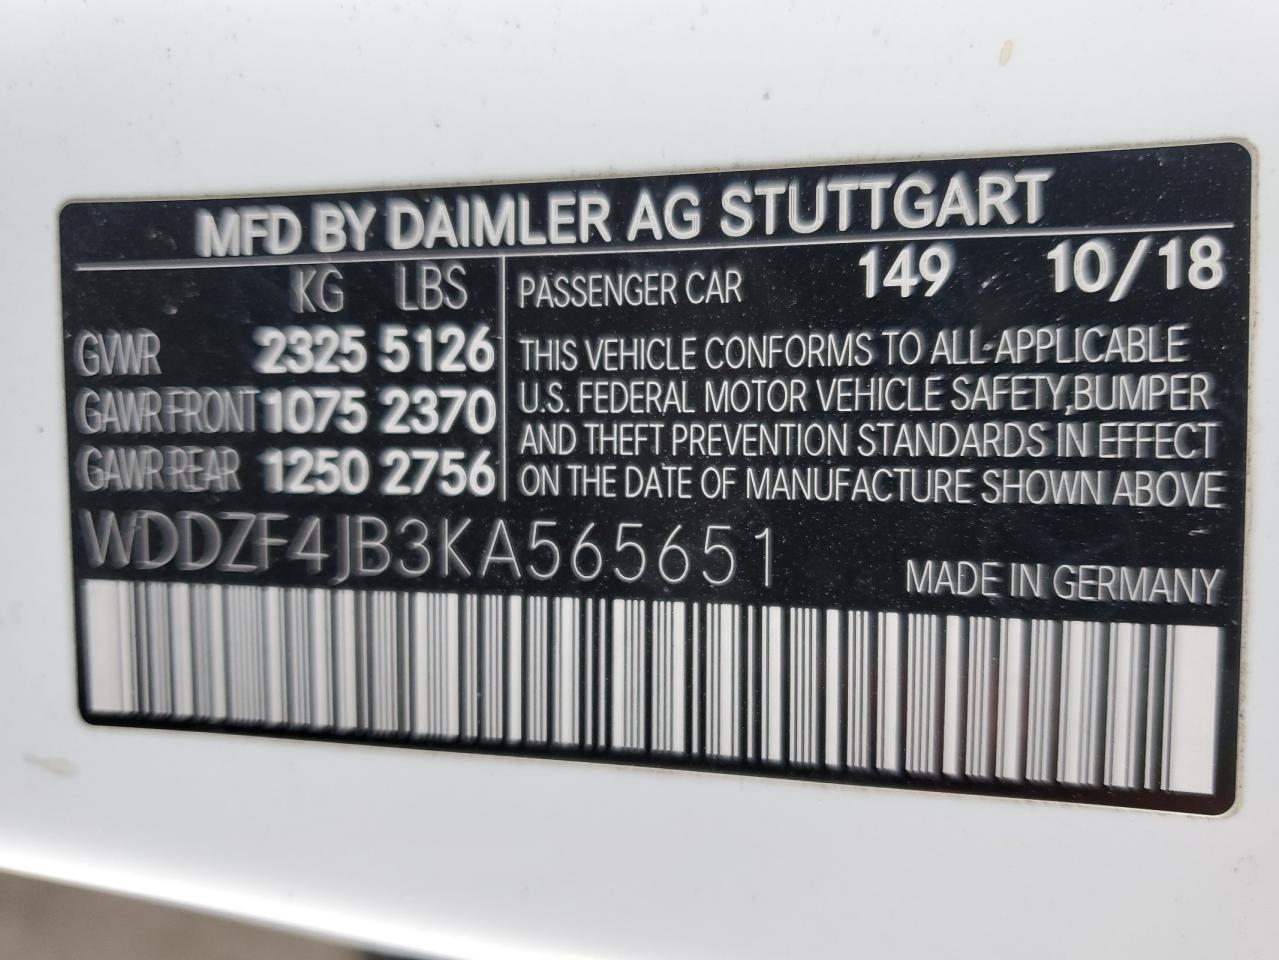 MFD BY DAIMLER AG STUTTGART
KG LBS
GVWR 2325 5126
GAWR FRONT 1075 2370
GAWR REAR 1250 2756
PASSENGER CAR 149 10/18
THIS VEHICLE CONFORMS TO ALL APPLICABLE
U.S. FEDERAL MOTOR VEHICLE SAFETY, BUMPER
AND THEFT PREVENTION STANDARDS IN EFFECT
ON THE DATE OF MANUFACTURE SHOWN ABOVE
WDDZF4JB3KA565651
MADE IN GERMANY